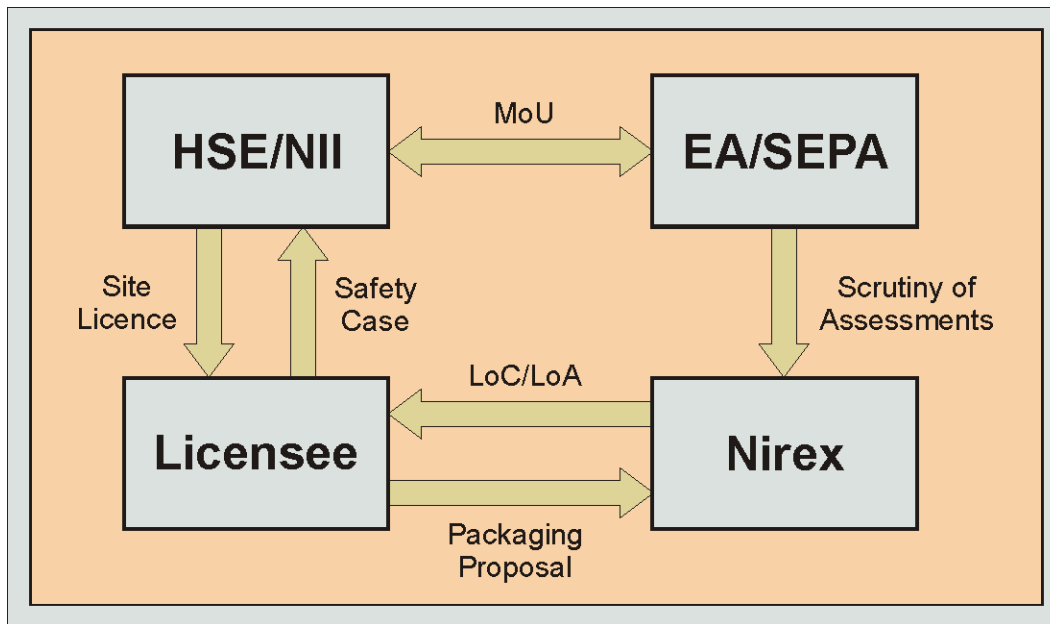 MoU
HSE/NII
EA/SEPA
Site
Licence
Safety
Case
Scrutiny of
Assessments
LoC/LoA
Licensee
Nirex
Packaging
Proposal